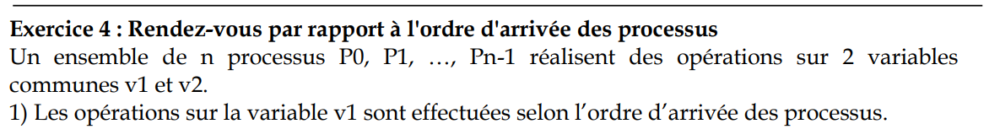 Exercice 4 : Rendez-vous par rapport à l'ordre d'arrivée des processus
Un ensemble de n processus P0, P1, …, Pn-1 réalisent des opérations sur 2 variables
communes v1 et v2.
1) Les opérations sur la variable v1 sont effectuées selon l’ordre d’arrivée des processus.